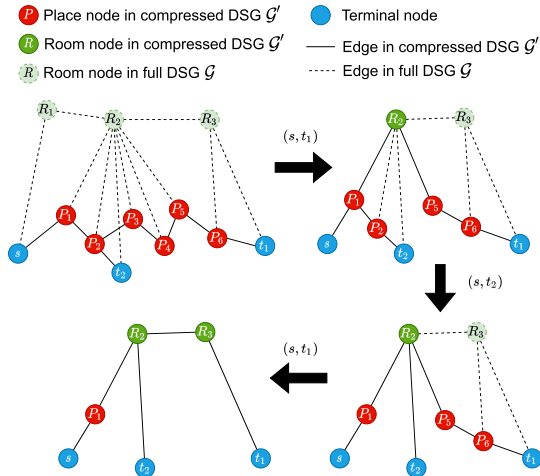 P Place node in compressed DSG 𝒢′
Terminal node
R Room node in compressed DSG 𝒢′
Edge in compressed DSG 𝒢′
R Room node in full DSG 𝒢
Edge in full DSG 𝒢
R₁ R₂ R₃
P₁ P₂ P₃ P₄ P₅ P₆
s t₂ t₁
(s, t₁)
R₂ R₃
P₁ P₂ P₅ P₆
s t₂ t₁
(s, t₂)
R₂ R₃
P₁
s t₂ t₁
(s, t₁)
R₂ R₃
P₁ P₅ P₆
s t₂ t₁